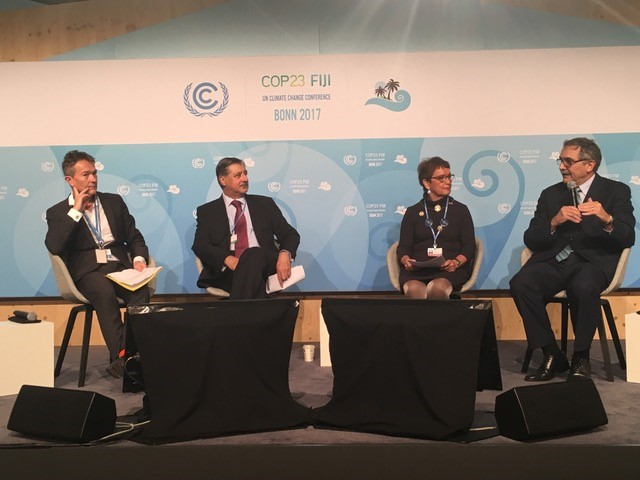 COP23 FIJI
UN CLIMATE CHANGE CONFERENCE
BONN 2017